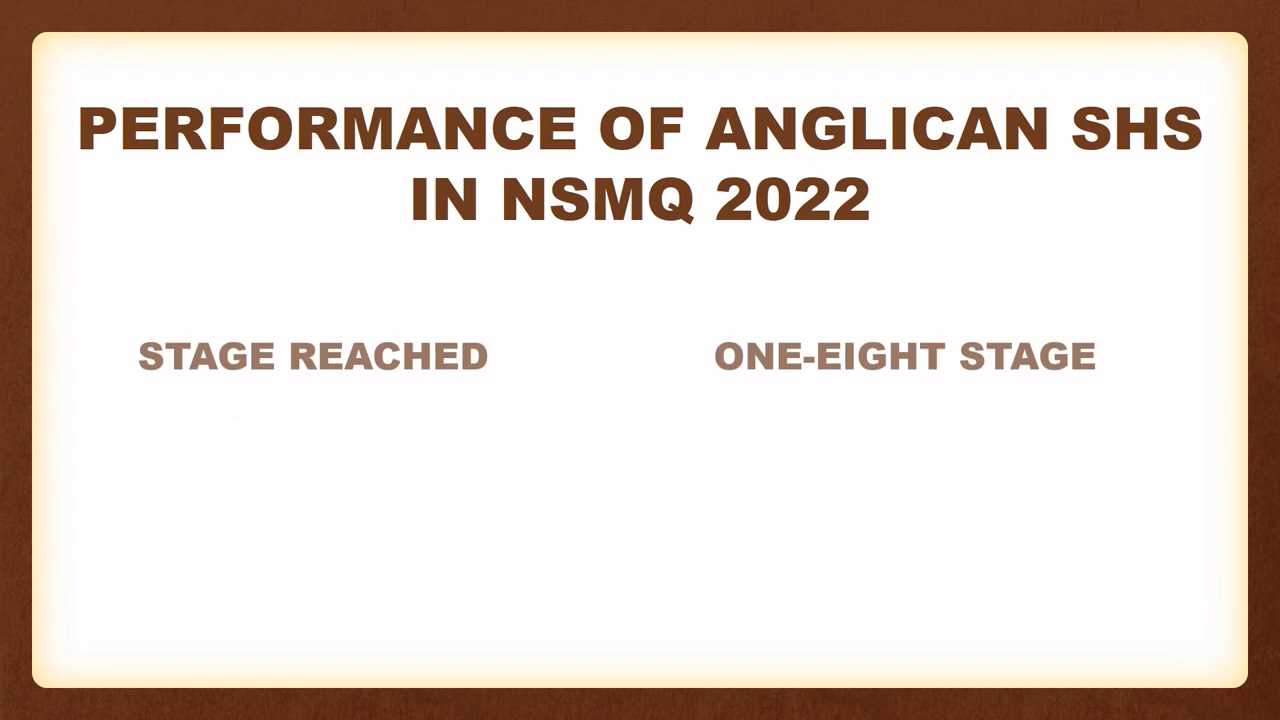 PERFORMANCE OF ANGLICAN SHS
IN NSMQ 2022
STAGE REACHED
ONE-EIGHT STAGE